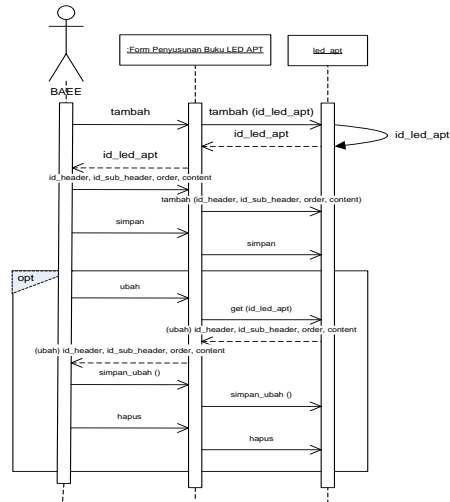 :Form Penyusunan Buku LED APT
led_apt
BAEE
tambah
tambah (id_led_apt)
id_led_apt
id_led_apt
id_led_apt
id_header, id_sub_header, order, content
tambah (id_header, id_sub_header, order, content)
simpan
simpan
opt
ubah
get (id_led_apt)
(ubah) id_header, id_sub_header, order, content
(ubah) id_header, id_sub_header, order, content
simpan_ubah ()
simpan_ubah ()
hapus
hapus